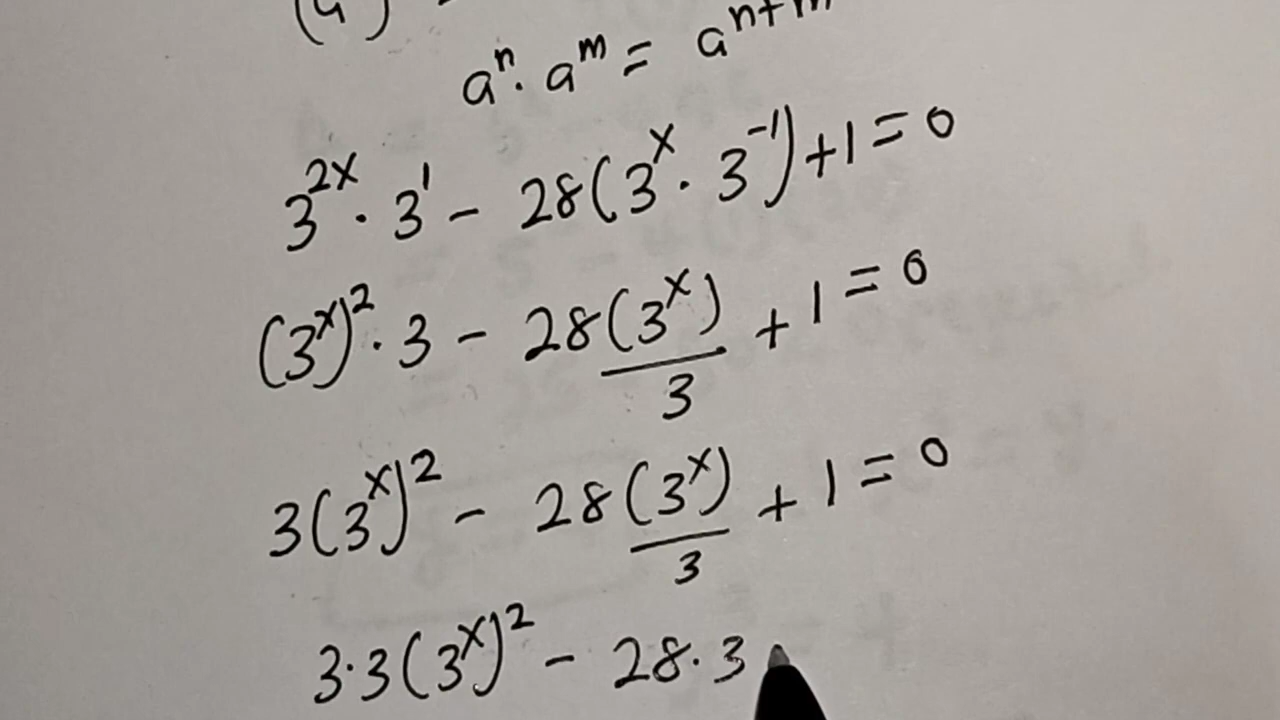 aⁿ · aᵐ = aⁿ⁺ᵐ
3²ˣ · 3¹ - 28(3ˣ · 3⁻¹) + 1 = 0
(3ˣ)² · 3 - 28(3ˣ)/3 + 1 = 0
3(3ˣ)² - 28(3ˣ)/3 + 1 = 0
3·3(3ˣ)² - 28·3